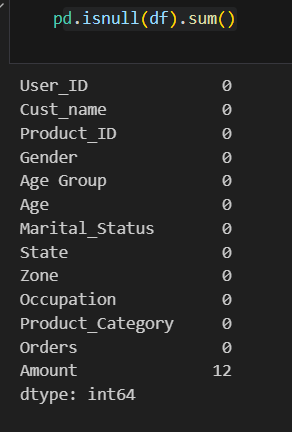 pd.isnull(df).sum()
User_ID 0
Cust_name 0
Product_ID 0
Gender 0
Age Group 0
Age 0
Marital_Status 0
State 0
Zone 0
Occupation 0
Product_Category 0
Orders 0
Amount 12
dtype: int64